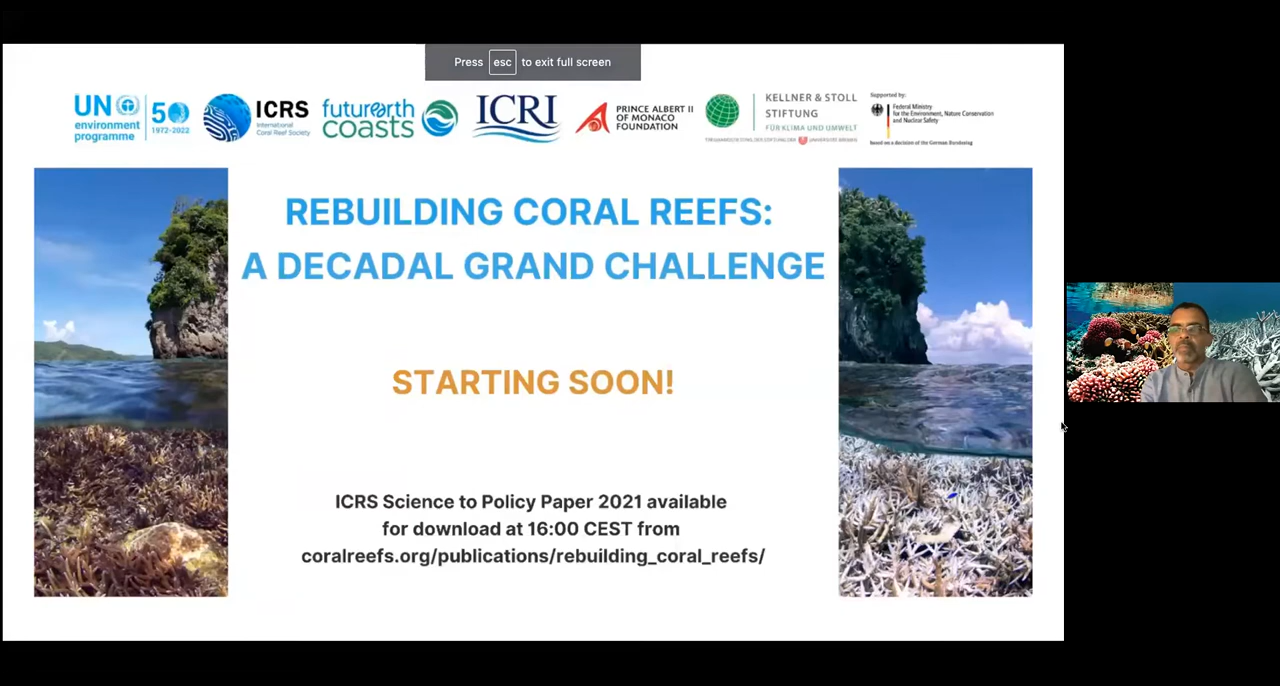 Press esc to exit full screen
UN environment programme
50
1972-2022
ICRS
International
Coral Reef Society
futurearth
coasts
ICRI
PRINCE ALBERT II
OF MONACO
FOUNDATION
KELLNER & STOLL
STIFTUNG
FÜR KLIMA UND UMWELT
Supported by:
Federal Ministry
for the Environment, Nature Conservation
and Nuclear Safety
based on a decision of the German Bundestag
REBUILDING CORAL REEFS:
A DECADAL GRAND CHALLENGE
STARTING SOON!
ICRS Science to Policy Paper 2021 available
for download at 16:00 CEST from
coralreefs.org/publications/rebuilding_coral_reefs/